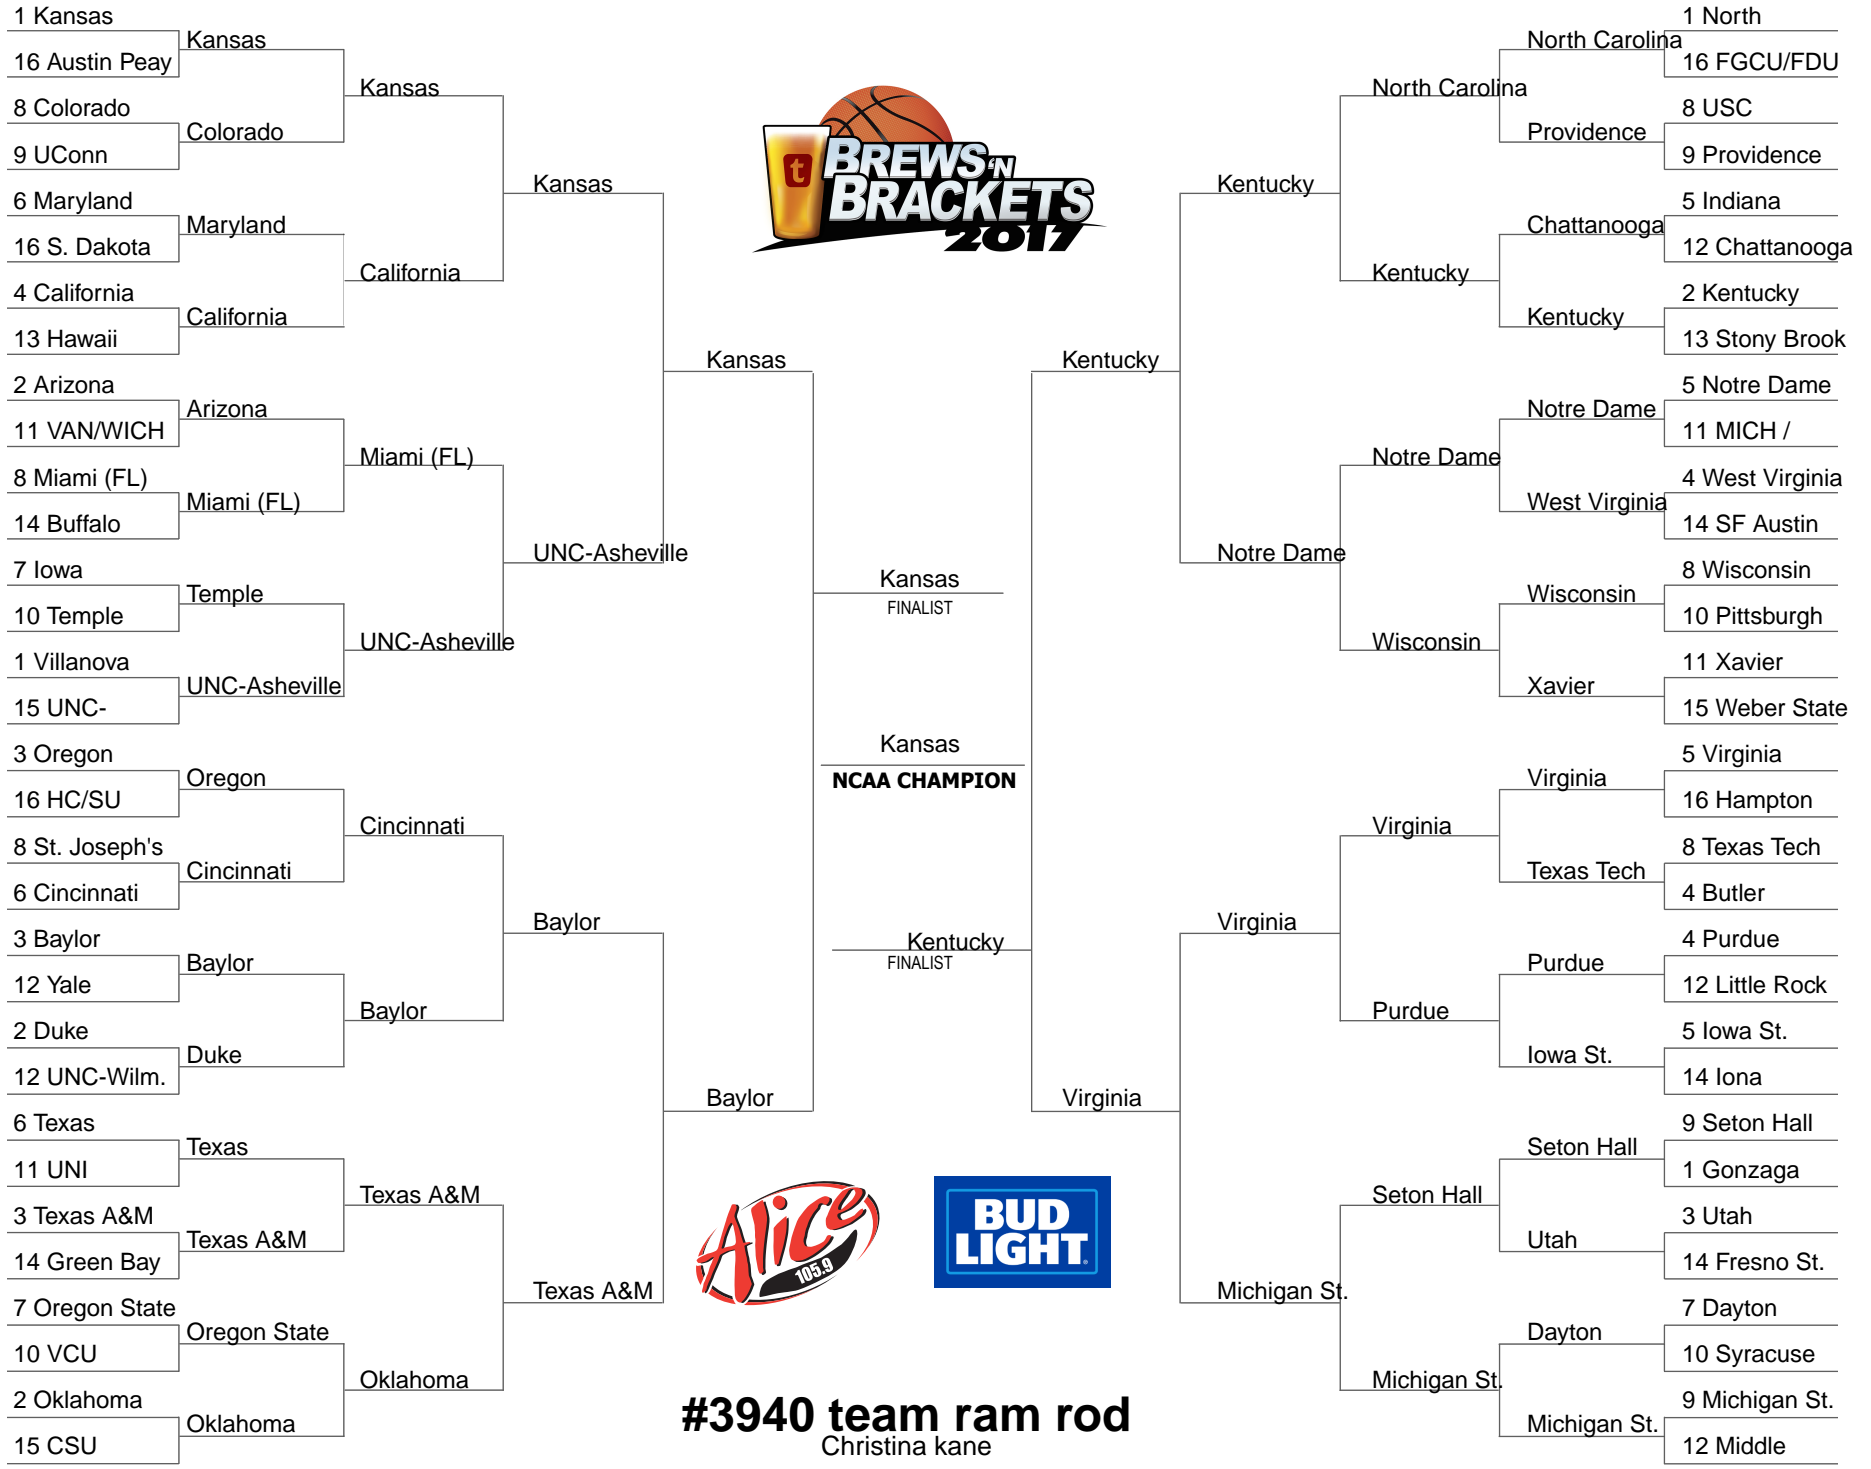 1 Kansas
16 Austin Peay
8 Colorado
9 UConn
6 Maryland
16 S. Dakota
4 California
13 Hawaii
2 Arizona
11 VAN/WICH
8 Miami (FL)
14 Buffalo
7 Iowa
10 Temple
1 Villanova
15 UNC-
3 Oregon
16 HC/SU
8 St. Joseph's
6 Cincinnati
3 Baylor
12 Yale
2 Duke
12 UNC-Wilm.
6 Texas
11 UNI
3 Texas A&M
14 Green Bay
7 Oregon State
10 VCU
2 Oklahoma
15 CSU
Kansas
Colorado
Maryland
California
Arizona
Miami (FL)
Temple
UNC-Asheville
Oregon
Cincinnati
Baylor
Duke
Texas
Texas A&M
Oregon State
Oklahoma
Kansas
California
Miami (FL)
UNC-Asheville
Cincinnati
Baylor
Texas A&M
Oklahoma
Kansas
UNC-Asheville
Baylor
Texas A&M
Kansas
Baylor
t
BREWS 'N
BRACKETS
2017
Kansas
FINALIST
Kansas
NCAA CHAMPION
Kentucky
FINALIST
Alice
105.9
BUD
LIGHT
#3940 team ram rod
Christina kane
Kentucky
Virginia
Kentucky
Notre Dame
Virginia
Michigan St.
North Carolina
Kentucky
Notre Dame
Wisconsin
Virginia
Purdue
Seton Hall
Michigan St.
North Carolina
Providence
Chattanooga
Kentucky
Notre Dame
West Virginia
Wisconsin
Xavier
Virginia
Texas Tech
Purdue
Iowa St.
Seton Hall
Utah
Dayton
Michigan St.
1 North
16 FGCU/FDU
8 USC
9 Providence
5 Indiana
12 Chattanooga
2 Kentucky
13 Stony Brook
5 Notre Dame
11 MICH /
4 West Virginia
14 SF Austin
8 Wisconsin
10 Pittsburgh
11 Xavier
15 Weber State
5 Virginia
16 Hampton
8 Texas Tech
4 Butler
4 Purdue
12 Little Rock
5 Iowa St.
14 Iona
9 Seton Hall
1 Gonzaga
3 Utah
14 Fresno St.
7 Dayton
10 Syracuse
9 Michigan St.
12 Middle